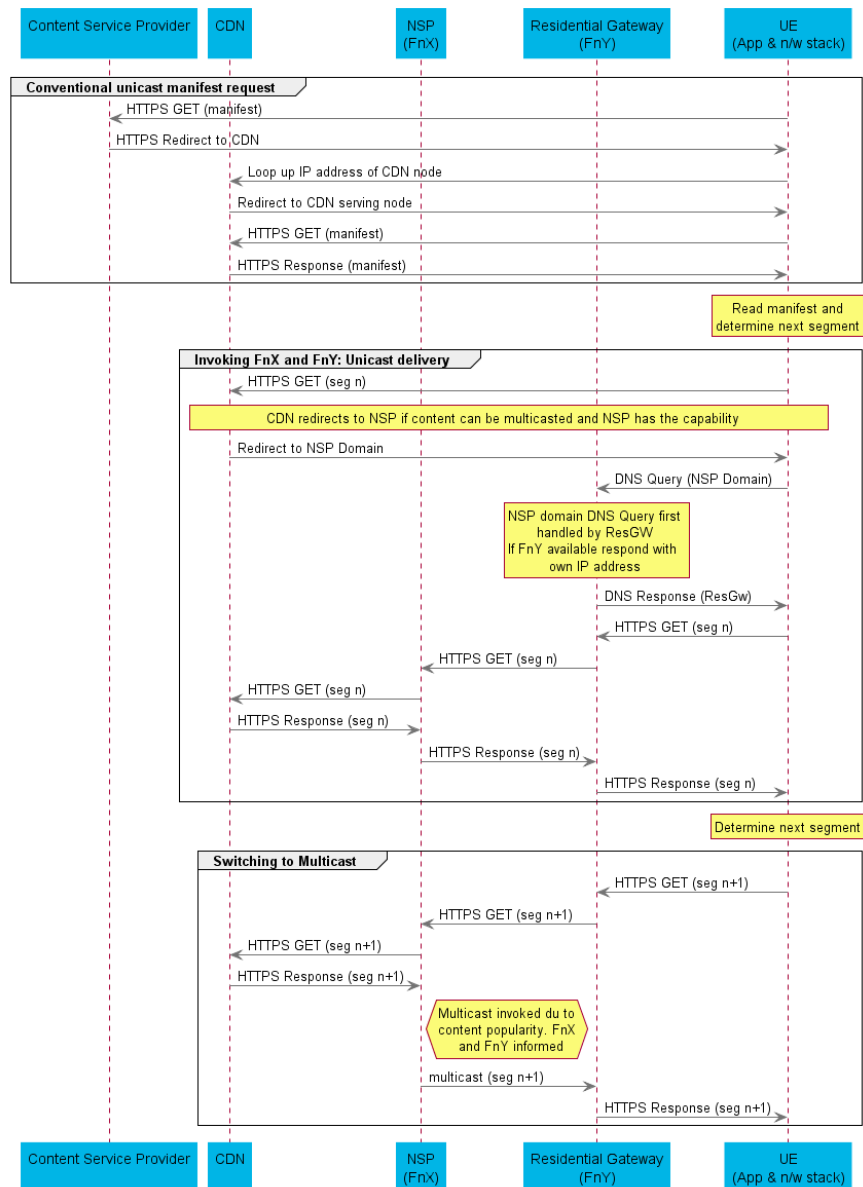 Content Service Provider
CDN
NSP
(FnX)
Residential Gateway
(FnY)
UE
(App & n/w stack)
Conventional unicast manifest request
HTTPS GET (manifest)
HTTPS Redirect to CDN
Loop up IP address of CDN node
Redirect to CDN serving node
HTTPS GET (manifest)
HTTPS Response (manifest)
Read manifest and
determine next segment
Invoking FnX and FnY: Unicast delivery
HTTPS GET (seg n)
CDN redirects to NSP if content can be multicasted and NSP has the capability
Redirect to NSP Domain
DNS Query (NSP Domain)
NSP domain DNS Query first
handled by ResGW
If FnY available respond with
own IP address
DNS Response (ResGw)
HTTPS GET (seg n)
HTTPS GET (seg n)
HTTPS GET (seg n)
HTTPS Response (seg n)
HTTPS Response (seg n)
HTTPS Response (seg n)
Determine next segment
Switching to Multicast
HTTPS GET (seg n+1)
HTTPS GET (seg n+1)
HTTPS GET (seg n+1)
HTTPS Response (seg n+1)
Multicast invoked du to
content popularity. FnX
and FnY informed
multicast (seg n+1)
HTTPS Response (seg n+1)
Content Service Provider
CDN
NSP
(FnX)
Residential Gateway
(FnY)
UE
(App & n/w stack)